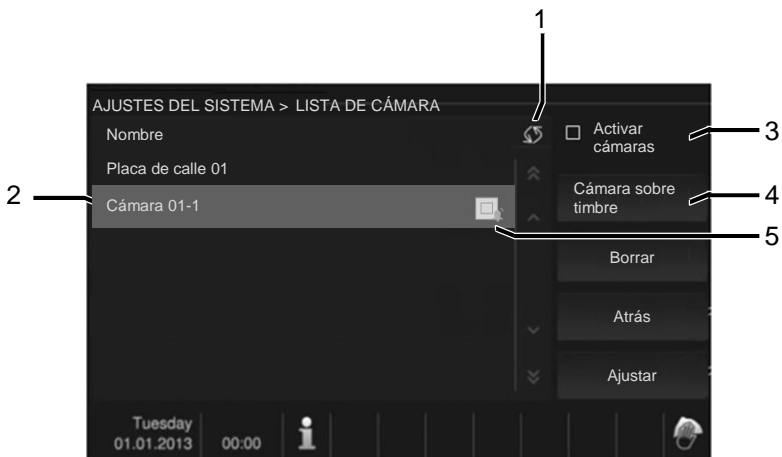 1
AJUSTES DEL SISTEMA > LISTA DE CÁMARA
Nombre
Activar
cámaras
3
Placa de calle 01
2
Cámara 01-1
Cámara sobre
timbre
4
5
Borrar
Atrás
Ajustar
Tuesday
01.01.2013
00:00